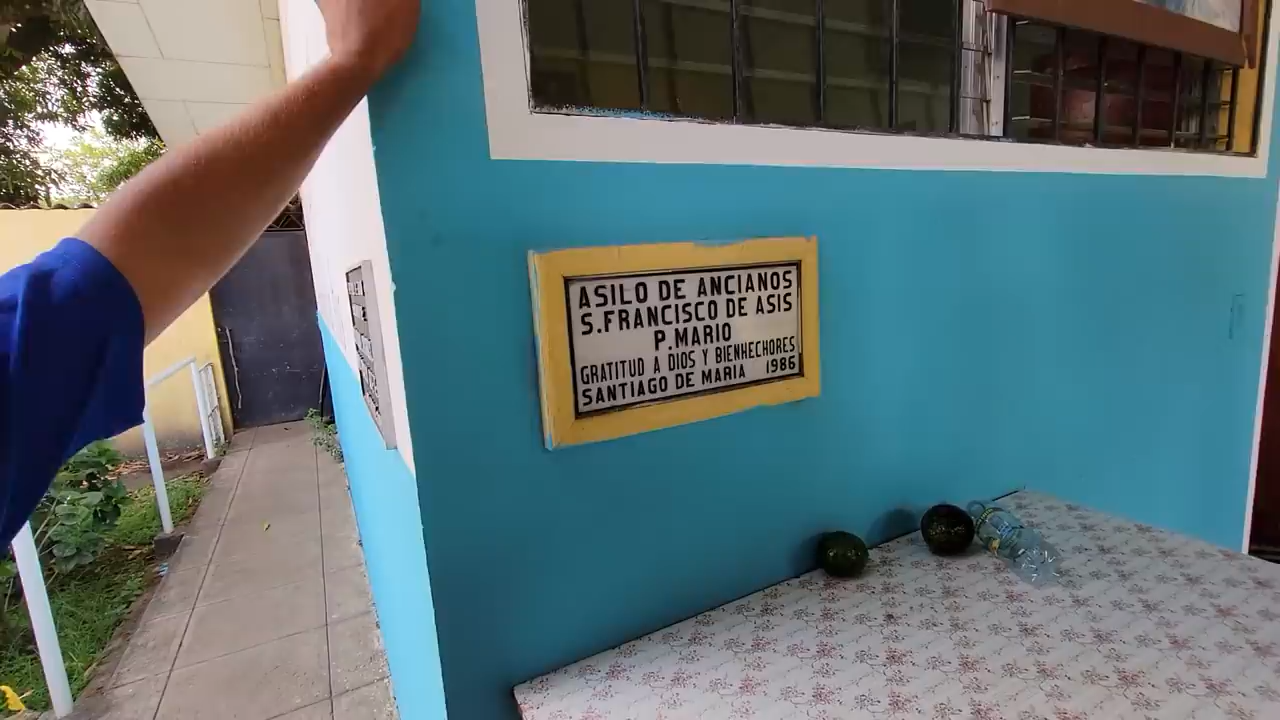 ASILO DE ANCIANOS
S.FRANCISCO DE ASIS
P.MARIO
GRATITUD A DIOS Y BIENHECHORES
SANTIAGO DE MARIA 1986